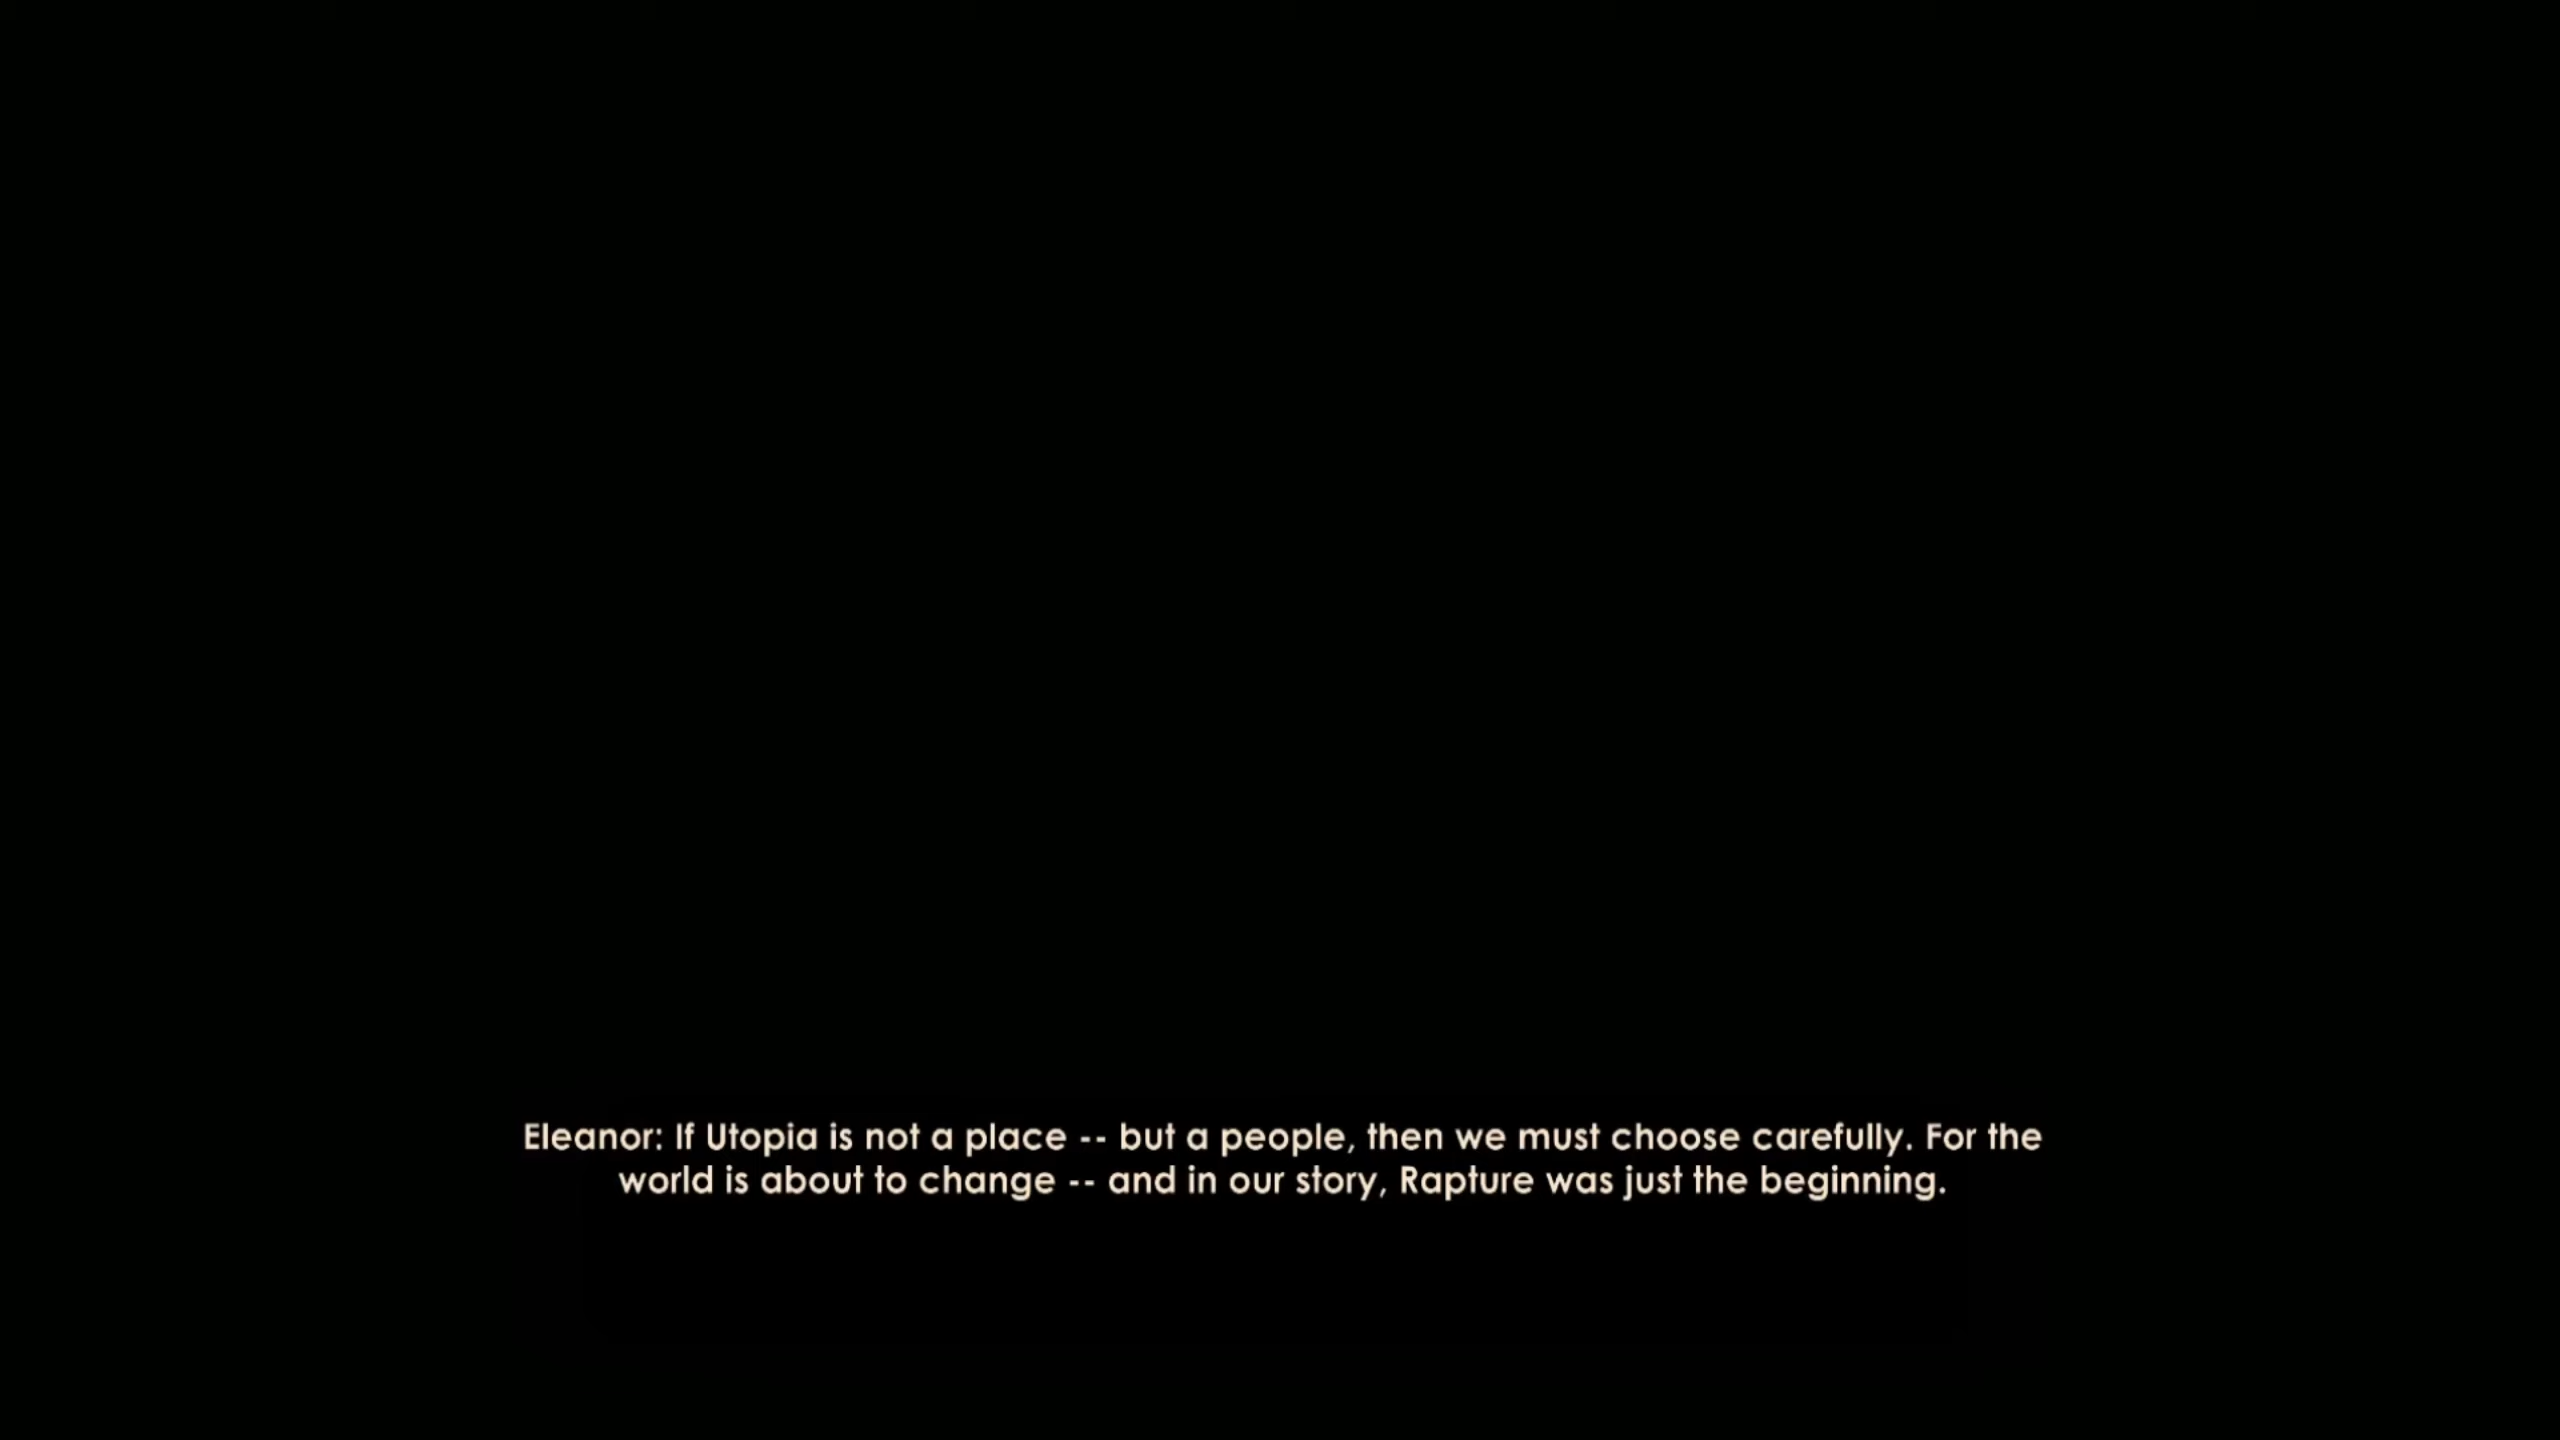 Eleanor: If Utopia is not a place -- but a people, then we must choose carefully. For the
world is about to change -- and in our story, Rapture was just the beginning.